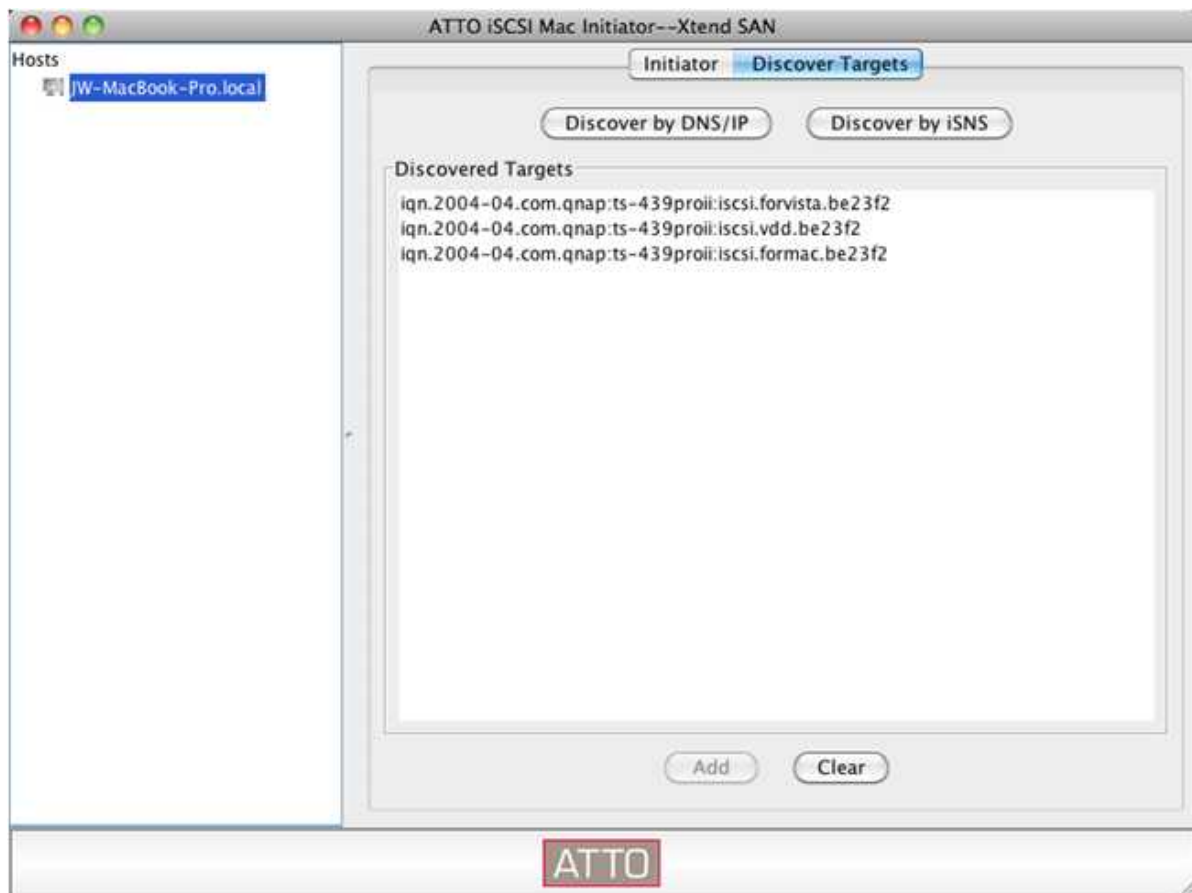 ATTO iSCSI Mac Initiator--Xtend SAN
Hosts
JW-MacBook-Pro.local
Initiator Discover Targets
Discover by DNS/IP Discover by iSNS
Discovered Targets
iqn.2004-04.com.qnap:ts-439proii:iscsi.forvista.be23f2
iqn.2004-04.com.qnap:ts-439proii:iscsi.vdd.be23f2
iqn.2004-04.com.qnap:ts-439proii:iscsi.formac.be23f2
Add Clear
ATTO